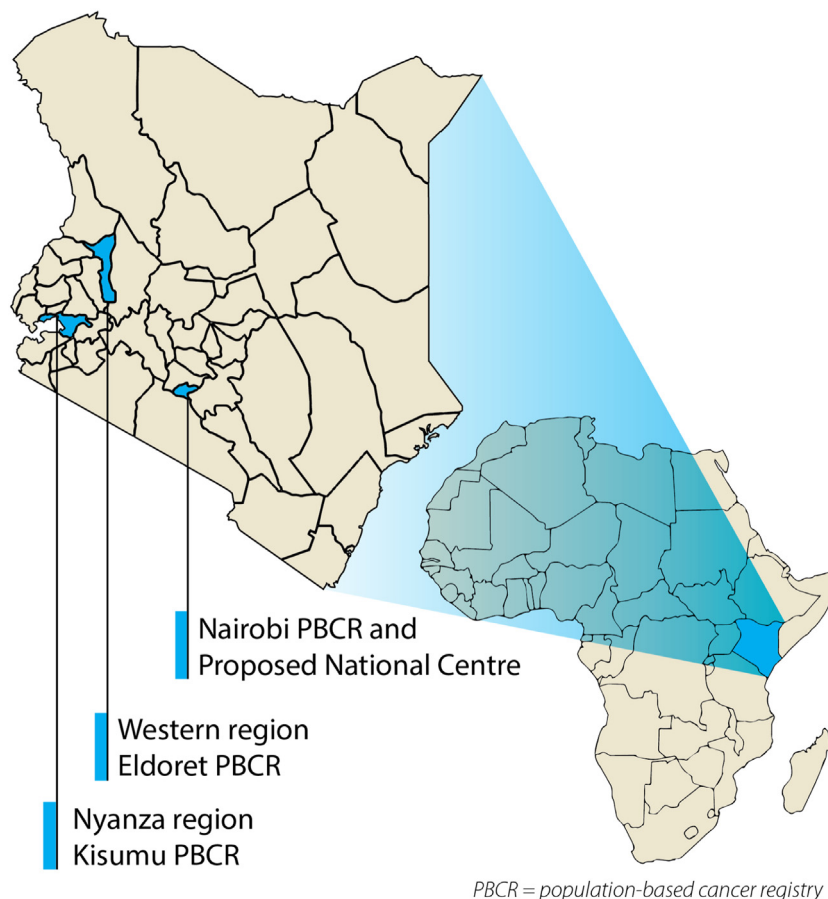 Nairobi PBCR and
Proposed National Centre
Western region
Eldoret PBCR
Nyanza region
Kisumu PBCR
PBCR = population-based cancer registry